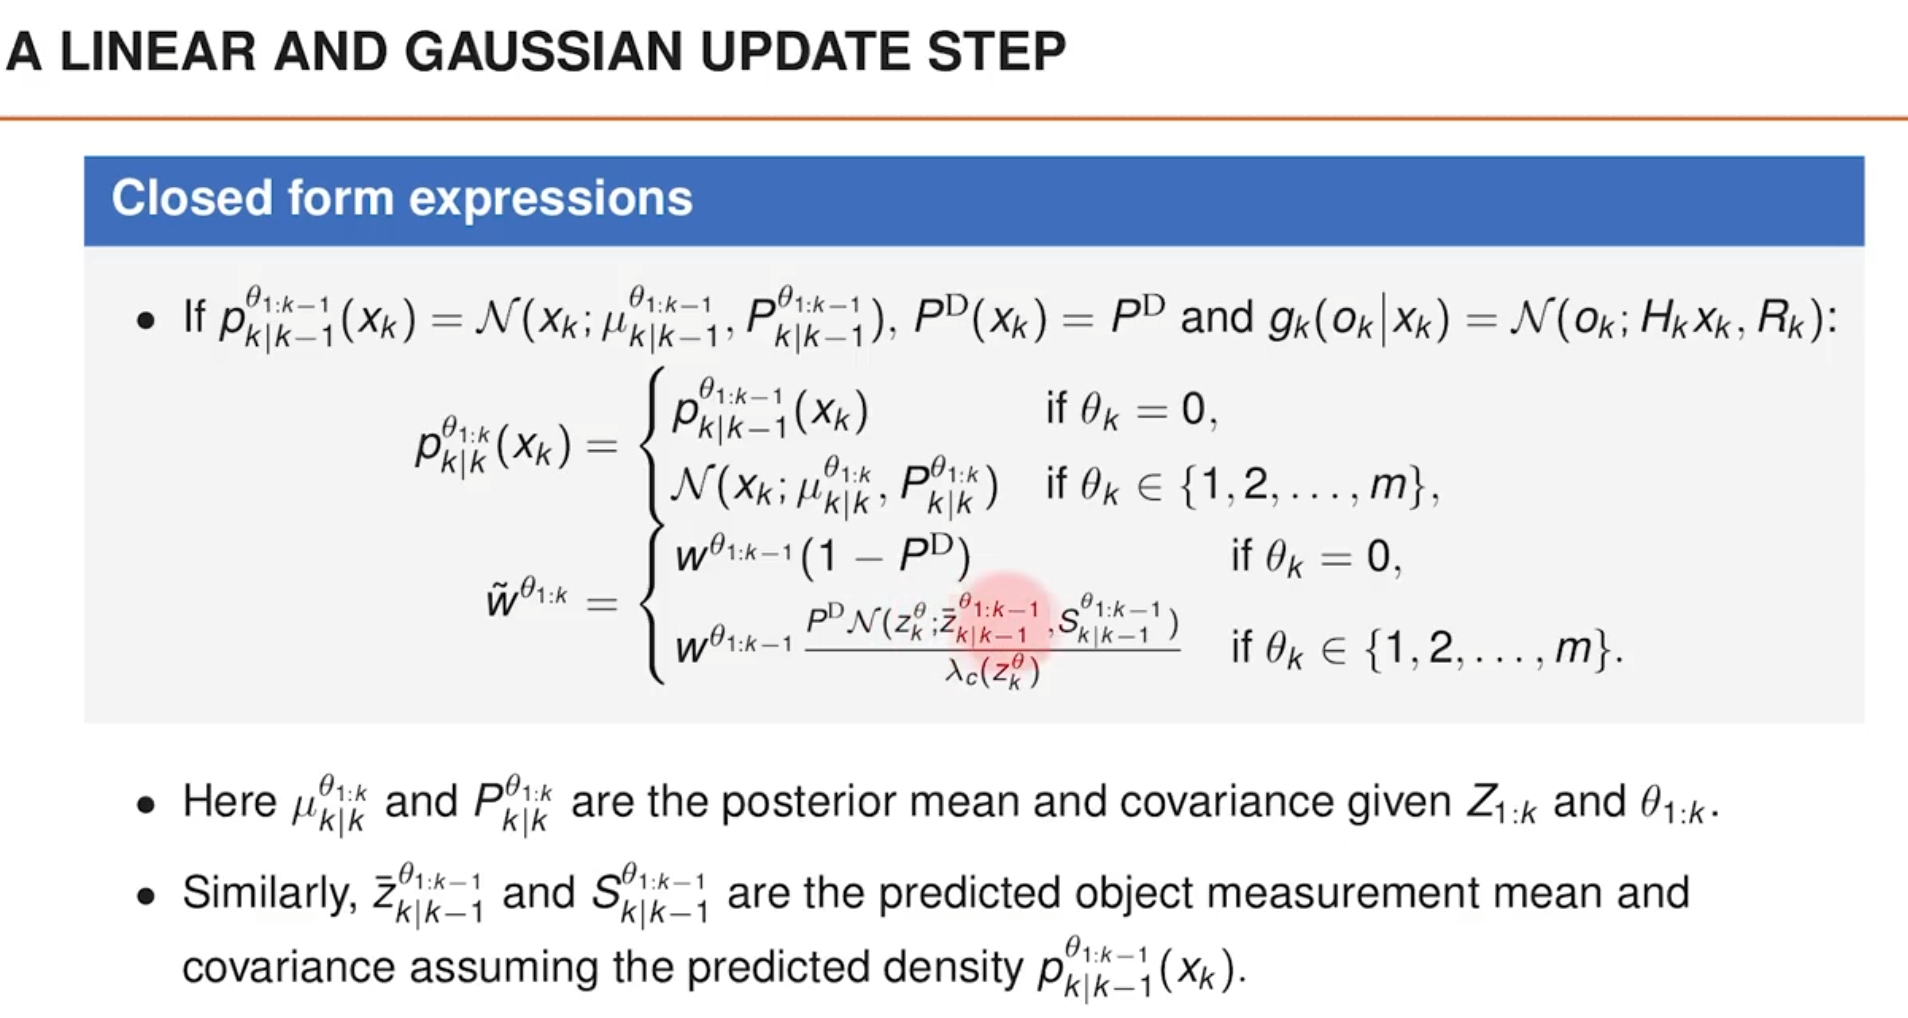 A LINEAR AND GAUSSIAN UPDATE STEP
Closed form expressions
• If $p_{k|k-1}^{\theta_{1:k-1}}(x_k) = \mathcal{N}(x_k; \mu_{k|k-1}^{\theta_{1:k-1}}, P_{k|k-1}^{\theta_{1:k-1}})$, $P^{\mathrm{D}}(x_k) = P^{\mathrm{D}}$ and $g_k(o_k|x_k) = \mathcal{N}(o_k; H_k x_k, R_k)$:
$p_{k|k}^{\theta_{1:k}}(x_k) = \begin{cases} p_{k|k-1}^{\theta_{1:k-1}}(x_k) & \text{if } \theta_k = 0, \\ \mathcal{N}(x_k; \mu_{k|k}^{\theta_{1:k}}, P_{k|k}^{\theta_{1:k}}) & \text{if } \theta_k \in \{1, 2, \ldots, m\}, \end{cases}$
$\tilde{w}^{\theta_{1:k}} = \begin{cases} w^{\theta_{1:k-1}}(1 - P^{\mathrm{D}}) & \text{if } \theta_k = 0, \\ w^{\theta_{1:k-1}} \frac{P^{\mathrm{D}} \mathcal{N}(z_k^{\theta}; \bar{z}_{k|k-1}^{\theta_{1:k-1}}, S_{k|k-1}^{\theta_{1:k-1}})}{\lambda_c(z_k^{\theta})} & \text{if } \theta_k \in \{1, 2, \ldots, m\}. \end{cases}$
• Here $\mu_{k|k}^{\theta_{1:k}}$ and $P_{k|k}^{\theta_{1:k}}$ are the posterior mean and covariance given $Z_{1:k}$ and $\theta_{1:k}$.
• Similarly, $\bar{z}_{k|k-1}^{\theta_{1:k-1}}$ and $S_{k|k-1}^{\theta_{1:k-1}}$ are the predicted object measurement mean and
covariance assuming the predicted density $p_{k|k-1}^{\theta_{1:k-1}}(x_k)$.